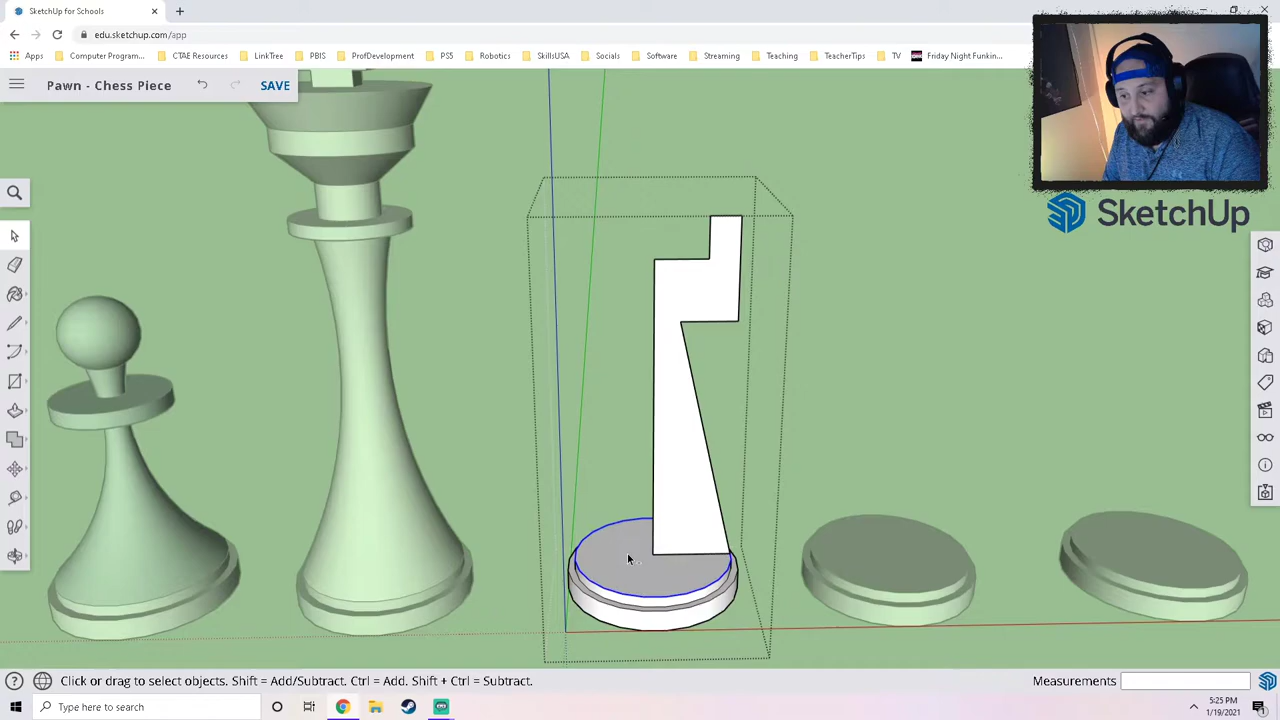 SketchUp for Schools
edu.sketchup.com/app
Apps
Computer Program...
CTAE Resources
LinkTree
PBIS
ProfDevelopment
PS5
Robotics
SkillsUSA
Socials
Software
Streaming
Teaching
TeacherTips
TV
Friday Night Funkin...
Pawn - Chess Piece
SAVE
SketchUp
Click or drag to select objects. Shift = Add/Subtract. Ctrl = Add. Shift + Ctrl = Subtract.
Measurements
Type here to search
5:25 PM
1/19/2021